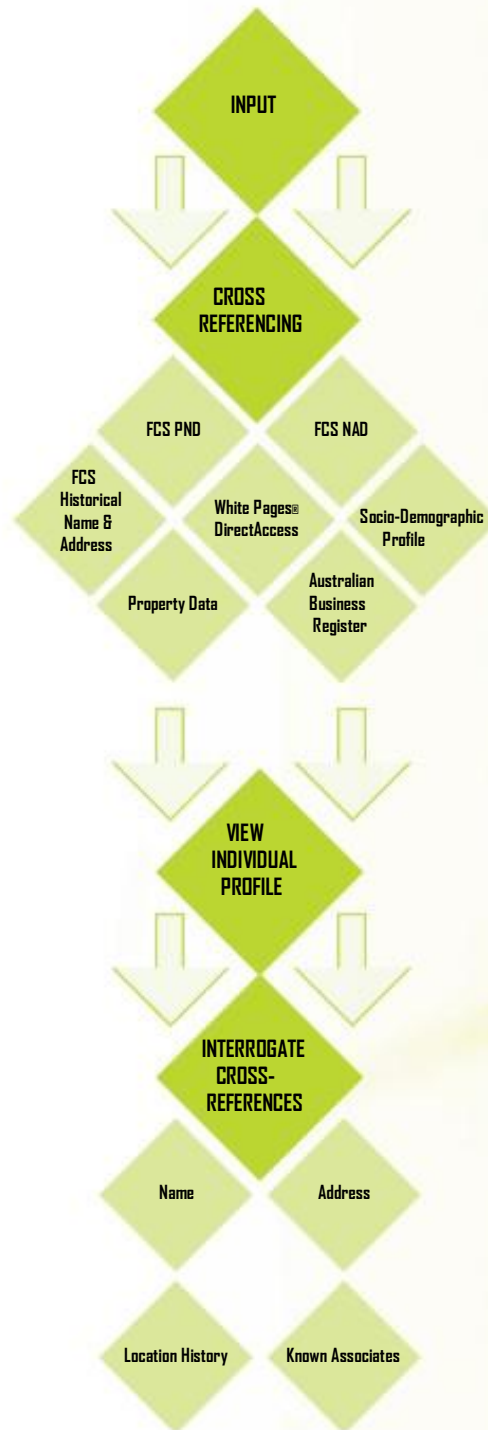 INPUT
CROSS
REFERENCING
FCS PND
FCS NAD
FCS
Historical
Name &
Address
White Pages®
DirectAccess
Socio-Demographic
Profile
Property Data
Australian
Business
Register
VIEW
INDIVIDUAL
PROFILE
INTERROGATE
CROSS-
REFERENCES
Name
Address
Location History
Known Associates